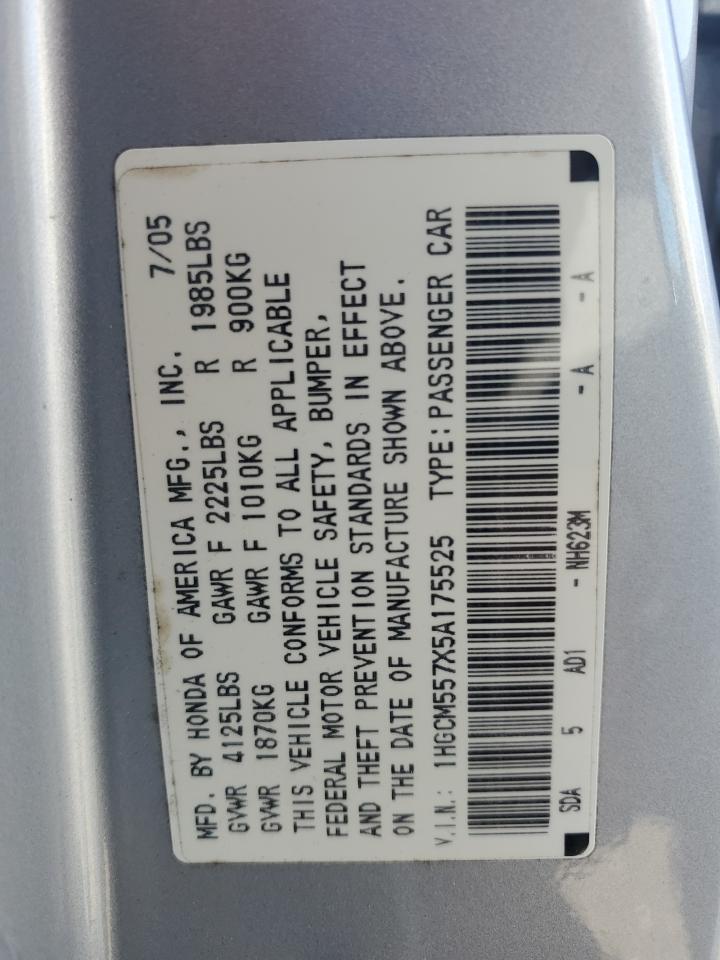 MFD. BY HONDA OF AMERICA MFG., INC. 7/05
GVWR 4125LBS GAWR F 2225LBS R 1985LBS
GVWR 1870KG GAWR F 1010KG R 900KG
THIS VEHICLE CONFORMS TO ALL APPLICABLE
FEDERAL MOTOR VEHICLE SAFETY, BUMPER,
AND THEFT PREVENTION STANDARDS IN EFFECT
ON THE DATE OF MANUFACTURE SHOWN ABOVE.
V.I.N.: 1HGCM557X5A175525 TYPE: PASSENGER CAR
SDA 5 AD1 - NH623M - A - A